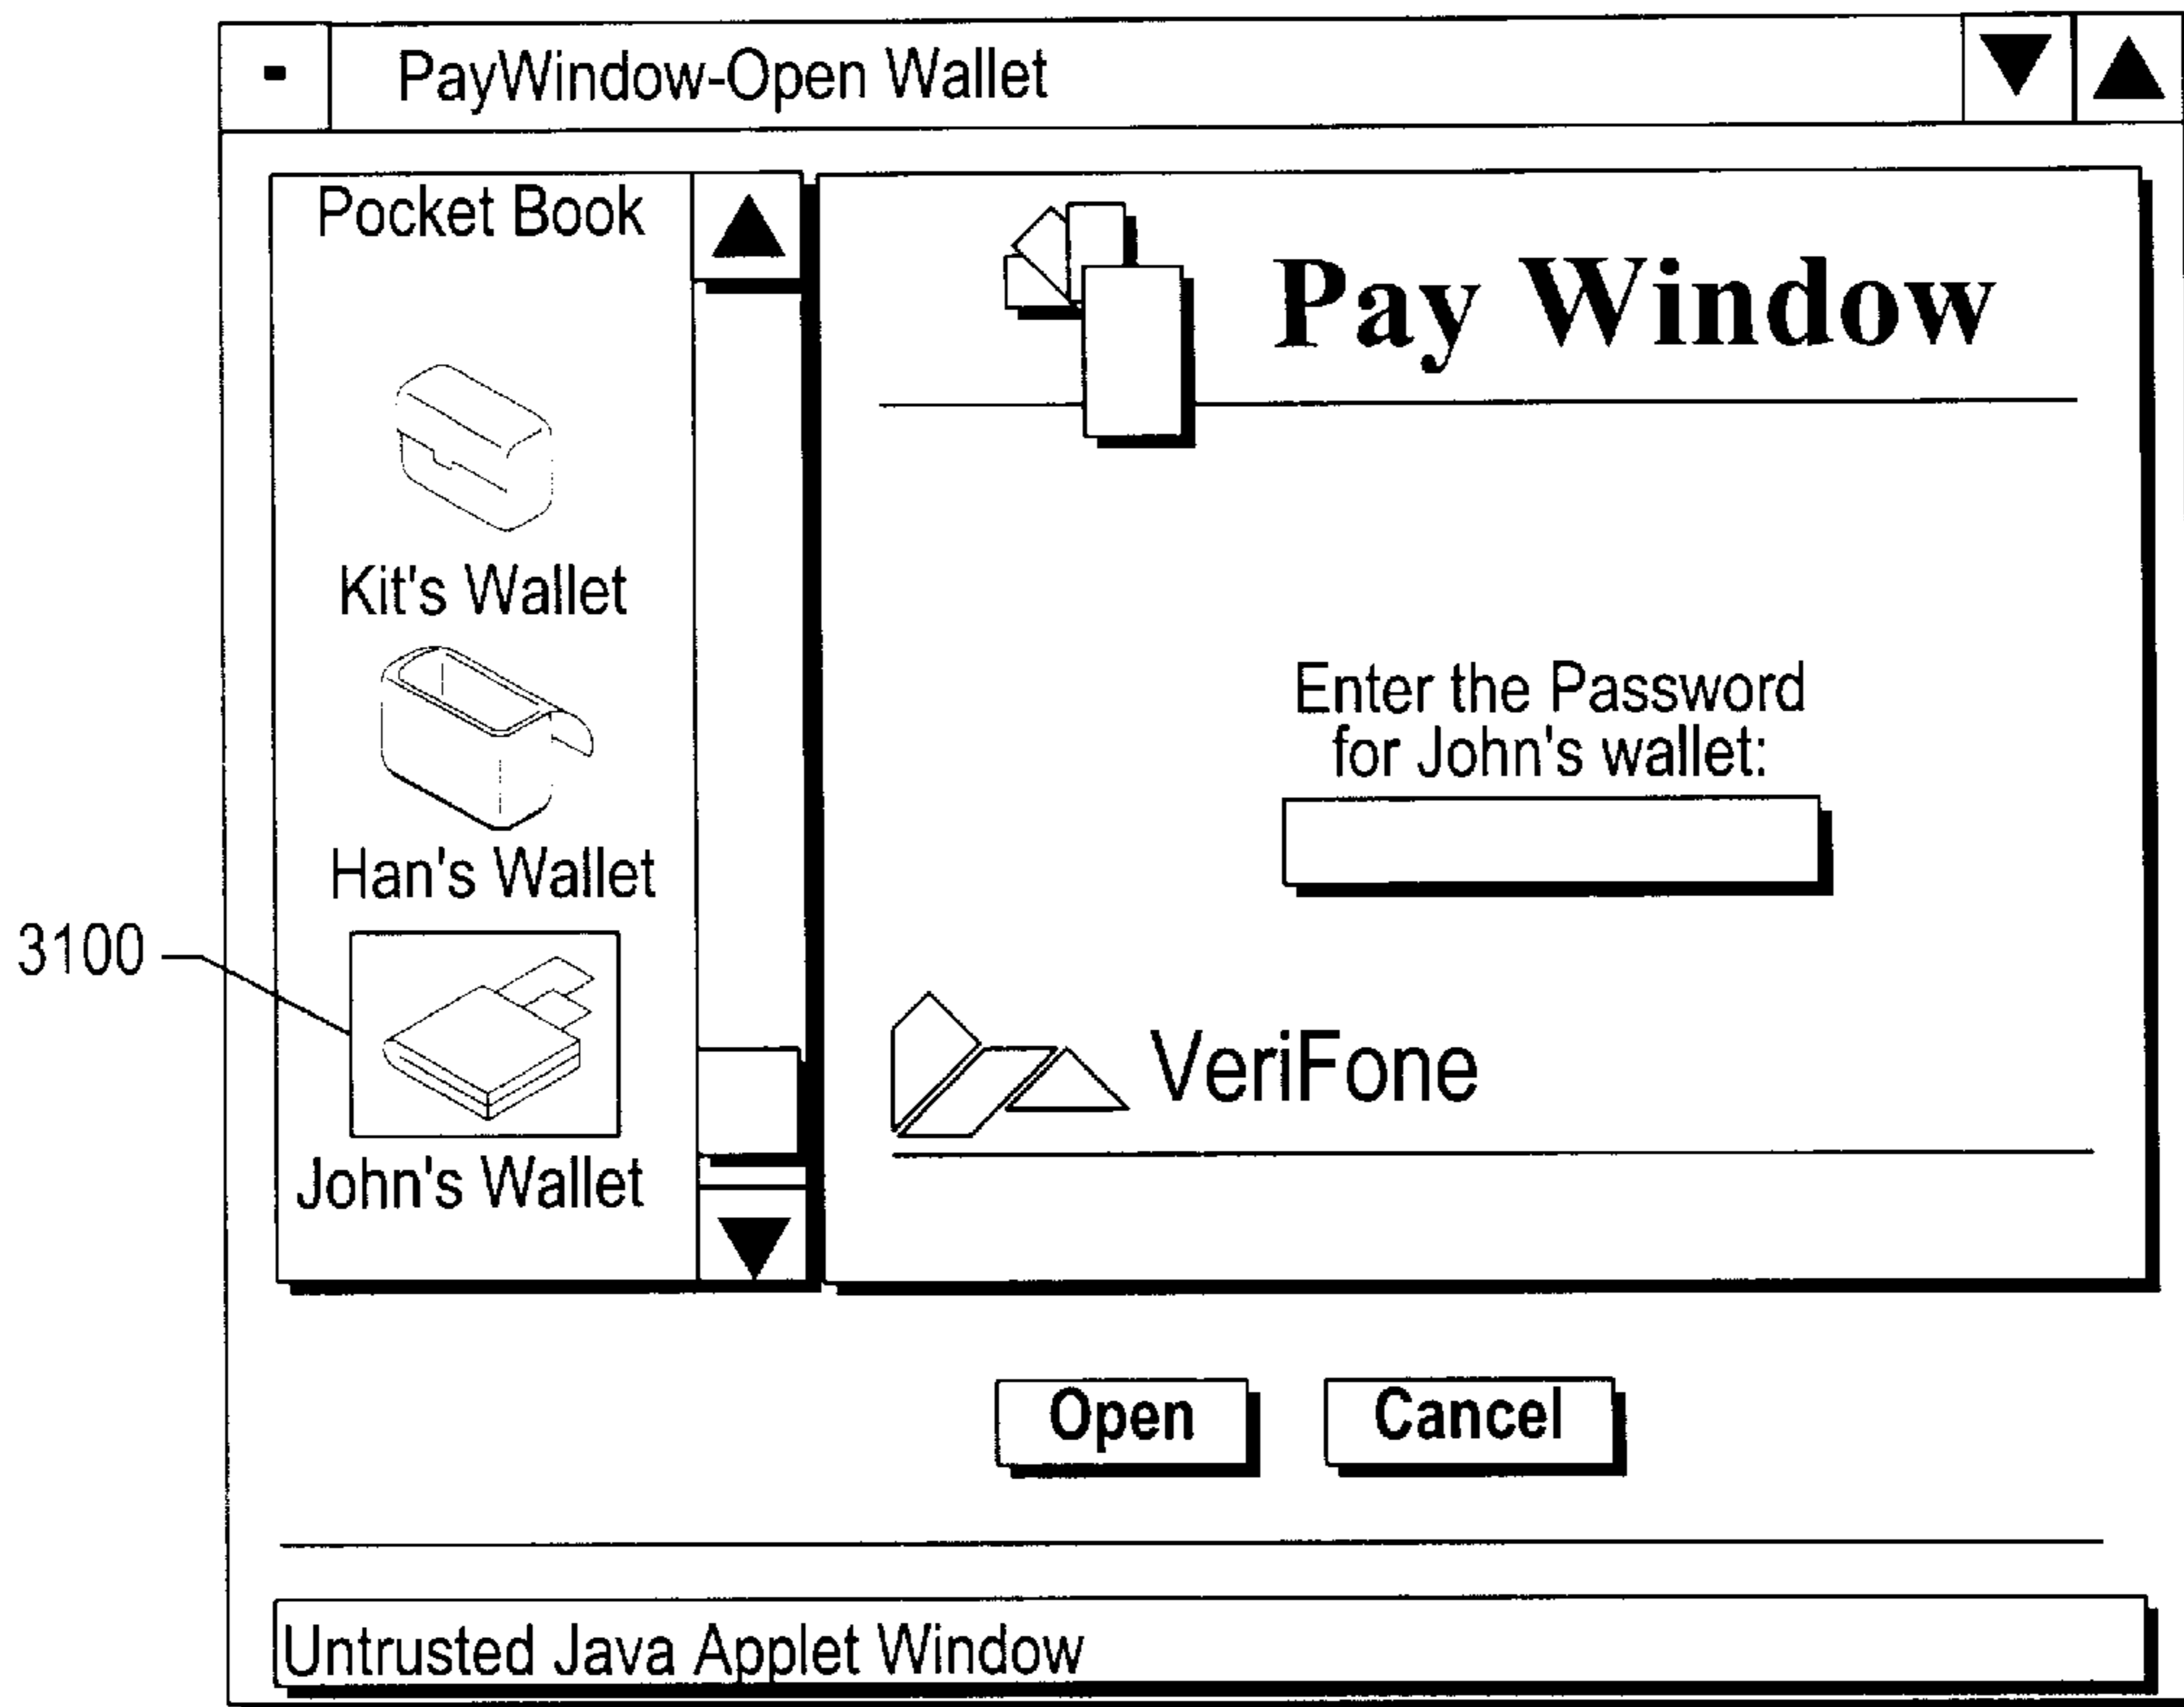 PayWindow-Open Wallet
Pocket Book
Kit's Wallet
Han's Wallet
3100
John's Wallet
Pay Window
Enter the Password
for John's wallet:
VeriFone
Open
Cancel
Untrusted Java Applet Window